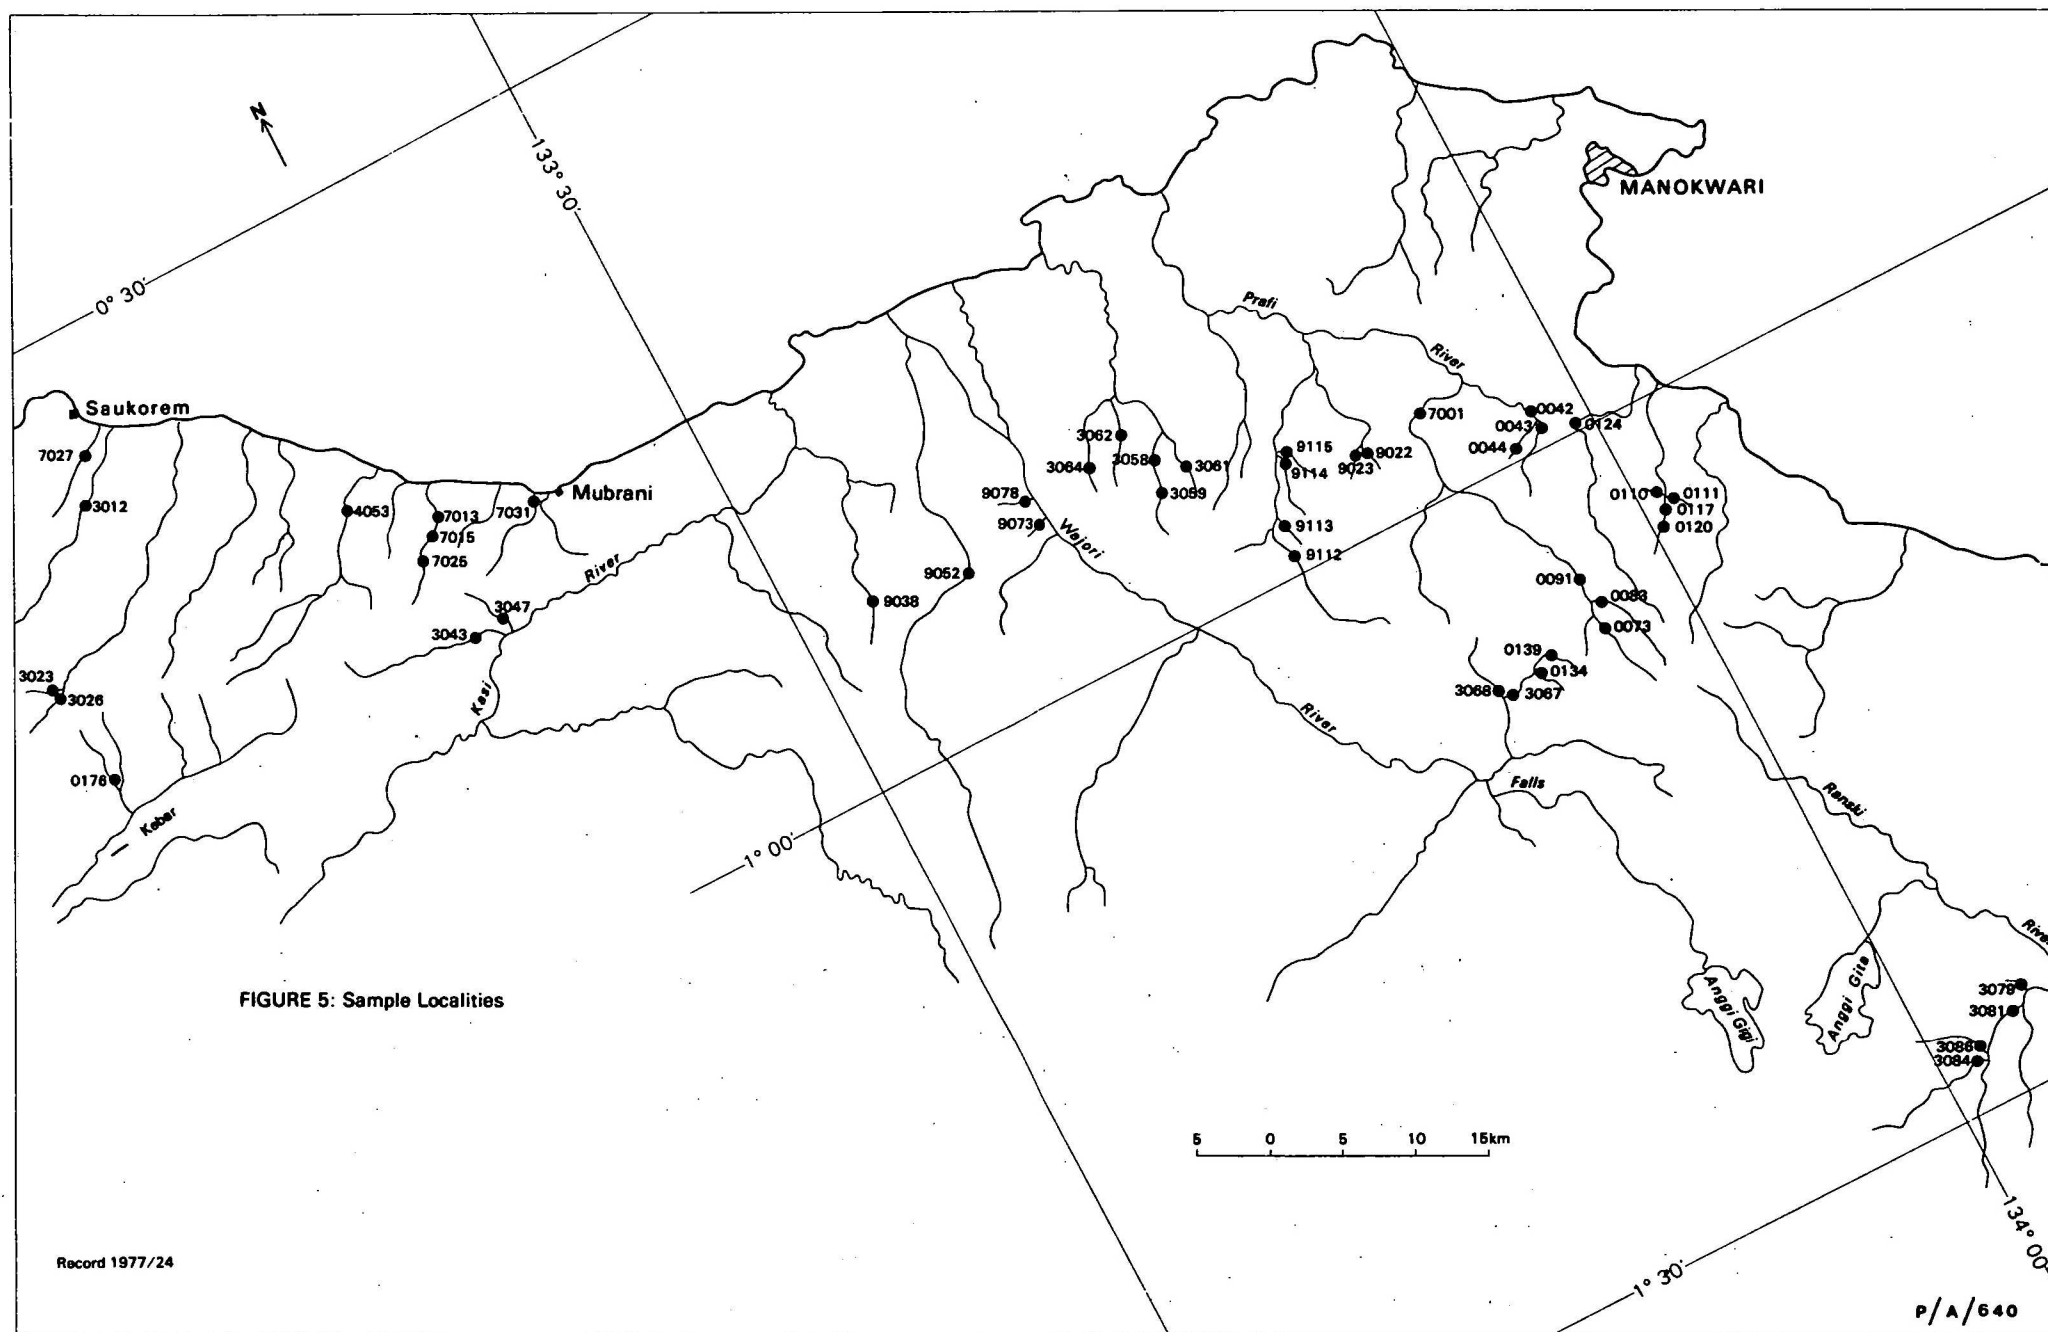 N
133° 30'
MANOKWARI
0° 30'
Prafi
River
Saukorem
7027
3012
4053
7013
7015
7025
7031
Mubrani
River
3047
3043
Kasi
3023
3026
0176
Kebar
3062
3064
3058
3061
3059
9078
9073
Wajori
9052
9038
9115
9114
9023
9022
9113
9112
7001
0042
0043
0044
0124
0110
0111
0117
0120
0091
0083
0073
0139
0134
3068
3067
River
Falls
Ranski
River
1° 00'
Anggi Gigi
Anggi Gita
3079
3081
3086
3084
FIGURE 5: Sample Localities
5 0 5 10 15km
134° 00'
1° 30'
Record 1977/24
P/A/640